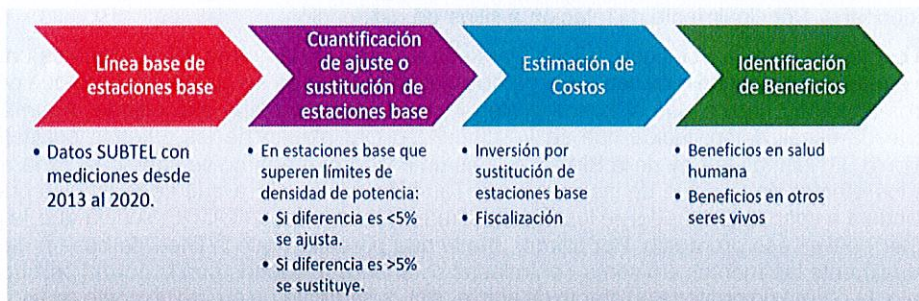 Línea base de
estaciones base
Cuantificación
de ajuste o
sustitución de
estaciones base
Estimación de
Costos
Identificación
de Beneficios
• Datos SUBTEL con
mediciones desde
2013 al 2020.
• En estaciones base que
superen límites de
densidad de potencia:
• Si diferencia es <5%
se ajusta.
• Si diferencia es >5%
se sustituye.
• Inversión por
sustitución de
estaciones base
• Fiscalización
• Beneficios en salud
humana
• Beneficios en otros
seres vivos